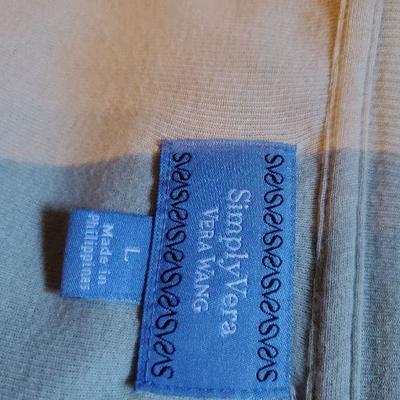 Simply Vera
VERA WANG
L
Made in
Philippines